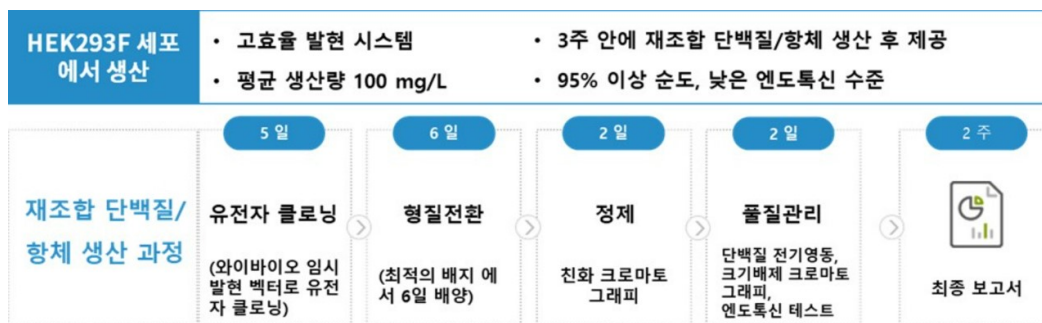 HEK293F 세포
에서 생산
• 고효율 발현 시스템
• 3주 안에 재조합 단백질/항체 생산 후 제공
• 평균 생산량 100 mg/L
• 95% 이상 순도, 낮은 엔도톡신 수준
5 일
6 일
2 일
2 일
2 주
재조합 단백질/
항체 생산 과정
유전자 클로닝
(와이바이오 임시
발현 벡터로 유전
자 클로닝)
형질전환
(최적의 배지 에
서 6일 배양)
정제
친화 크로마토
그래피
품질관리
단백질 전기영동,
크기배제 크로마토
그래피,
엔도톡신 테스트
최종 보고서